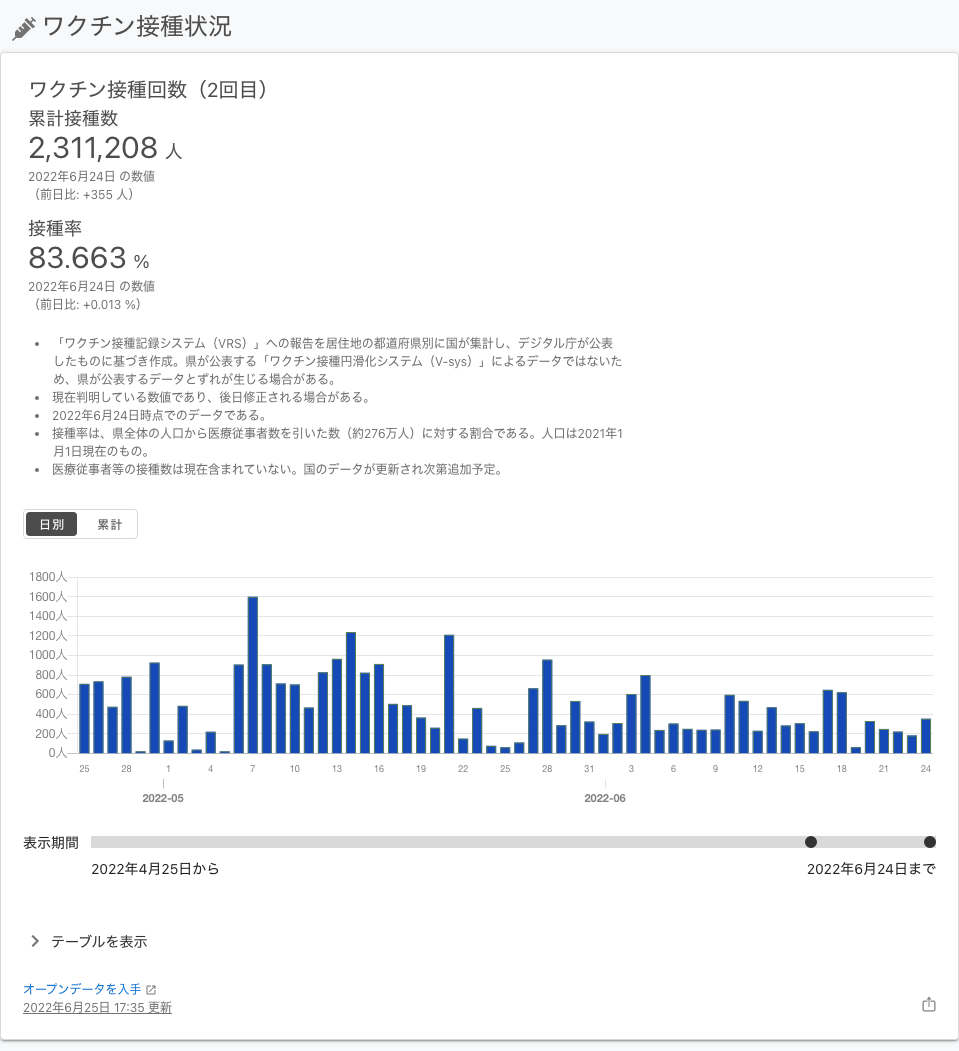 ワクチン接種状況
ワクチン接種回数（2回目）
累計接種数
2,311,208 人
2022年6月24日 の数値
（前日比: +355 人）
接種率
83.663 %
2022年6月24日 の数値
（前日比: +0.013 %）
• 「ワクチン接種記録システム（VRS）」への報告を居住地の都道府県別に国が集計し、デジタル庁が公表
したものに基づき作成。県が公表する「ワクチン接種円滑化システム（V-sys）」によるデータではないた
め、県が公表するデータとずれが生じる場合がある。
• 現在判明している数値であり、後日修正される場合がある。
• 2022年6月24日時点でのデータである。
• 接種率は、県全体の人口から医療従事者数を引いた数（約276万人）に対する割合である。人口は2021年1
月1日現在のもの。
• 医療従事者等の接種数は現在含まれていない。国のデータが更新され次第追加予定。
日別 累計
1800人
1600人
1400人
1200人
1000人
800人
600人
400人
200人
0人
25 28 1 4 7 10 13 16 19 22 25 28 31 3 6 9 12 15 18 21 24
2022-05 2022-06
表示期間
2022年4月25日から 2022年6月24日まで
テーブルを表示
オープンデータを入手
2022年6月25日 17:35 更新